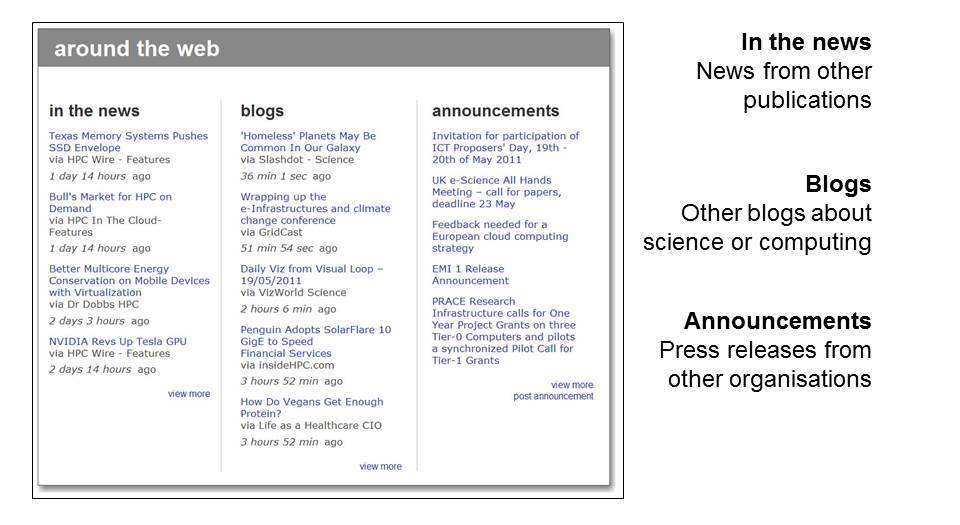 around the web
in the news
Texas Memory Systems Pushes
SSD Envelope
via HPC Wire - Features
1 day 14 hours ago
Bull's Market for HPC on
Demand
via HPC In The Cloud-
Features
1 day 14 hours ago
Better Multicore Energy
Conservation on Mobile Devices
with Virtualization
via Dr Dobbs HPC
2 days 3 hours ago
NVIDIA Revs Up Tesla GPU
via HPC Wire - Features
2 days 14 hours ago
view more
blogs
'Homeless' Planets May Be
Common In Our Galaxy
via Slashdot - Science
36 min 1 sec ago
Wrapping up the
e-Infrastructures and climate
change conference
via GridCast
51 min 54 sec ago
Daily Viz from Visual Loop –
19/05/2011
via VizWorld Science
2 hours 6 min ago
Penguin Adopts SolarFlare 10
GigE to Speed
Financial Services
via insideHPC.com
3 hours 52 min ago
How Do Vegans Get Enough
Protein?
via Life as a Healthcare CIO
3 hours 52 min ago
view more
announcements
Invitation for participation of
ICT Proposers' Day, 19th -
20th of May 2011
UK e-Science All Hands
Meeting – call for papers,
deadline 23 May
Feedback needed for a
European cloud computing
strategy
EMI 1 Release
Announcement
PRACE Research
Infrastructure calls for One
Year Project Grants on three
Tier-0 Computers and pilots
a synchronized Pilot Call for
Tier-1 Grants
view more
post announcement
In the news
News from other
publications
Blogs
Other blogs about
science or computing
Announcements
Press releases from
other organisations